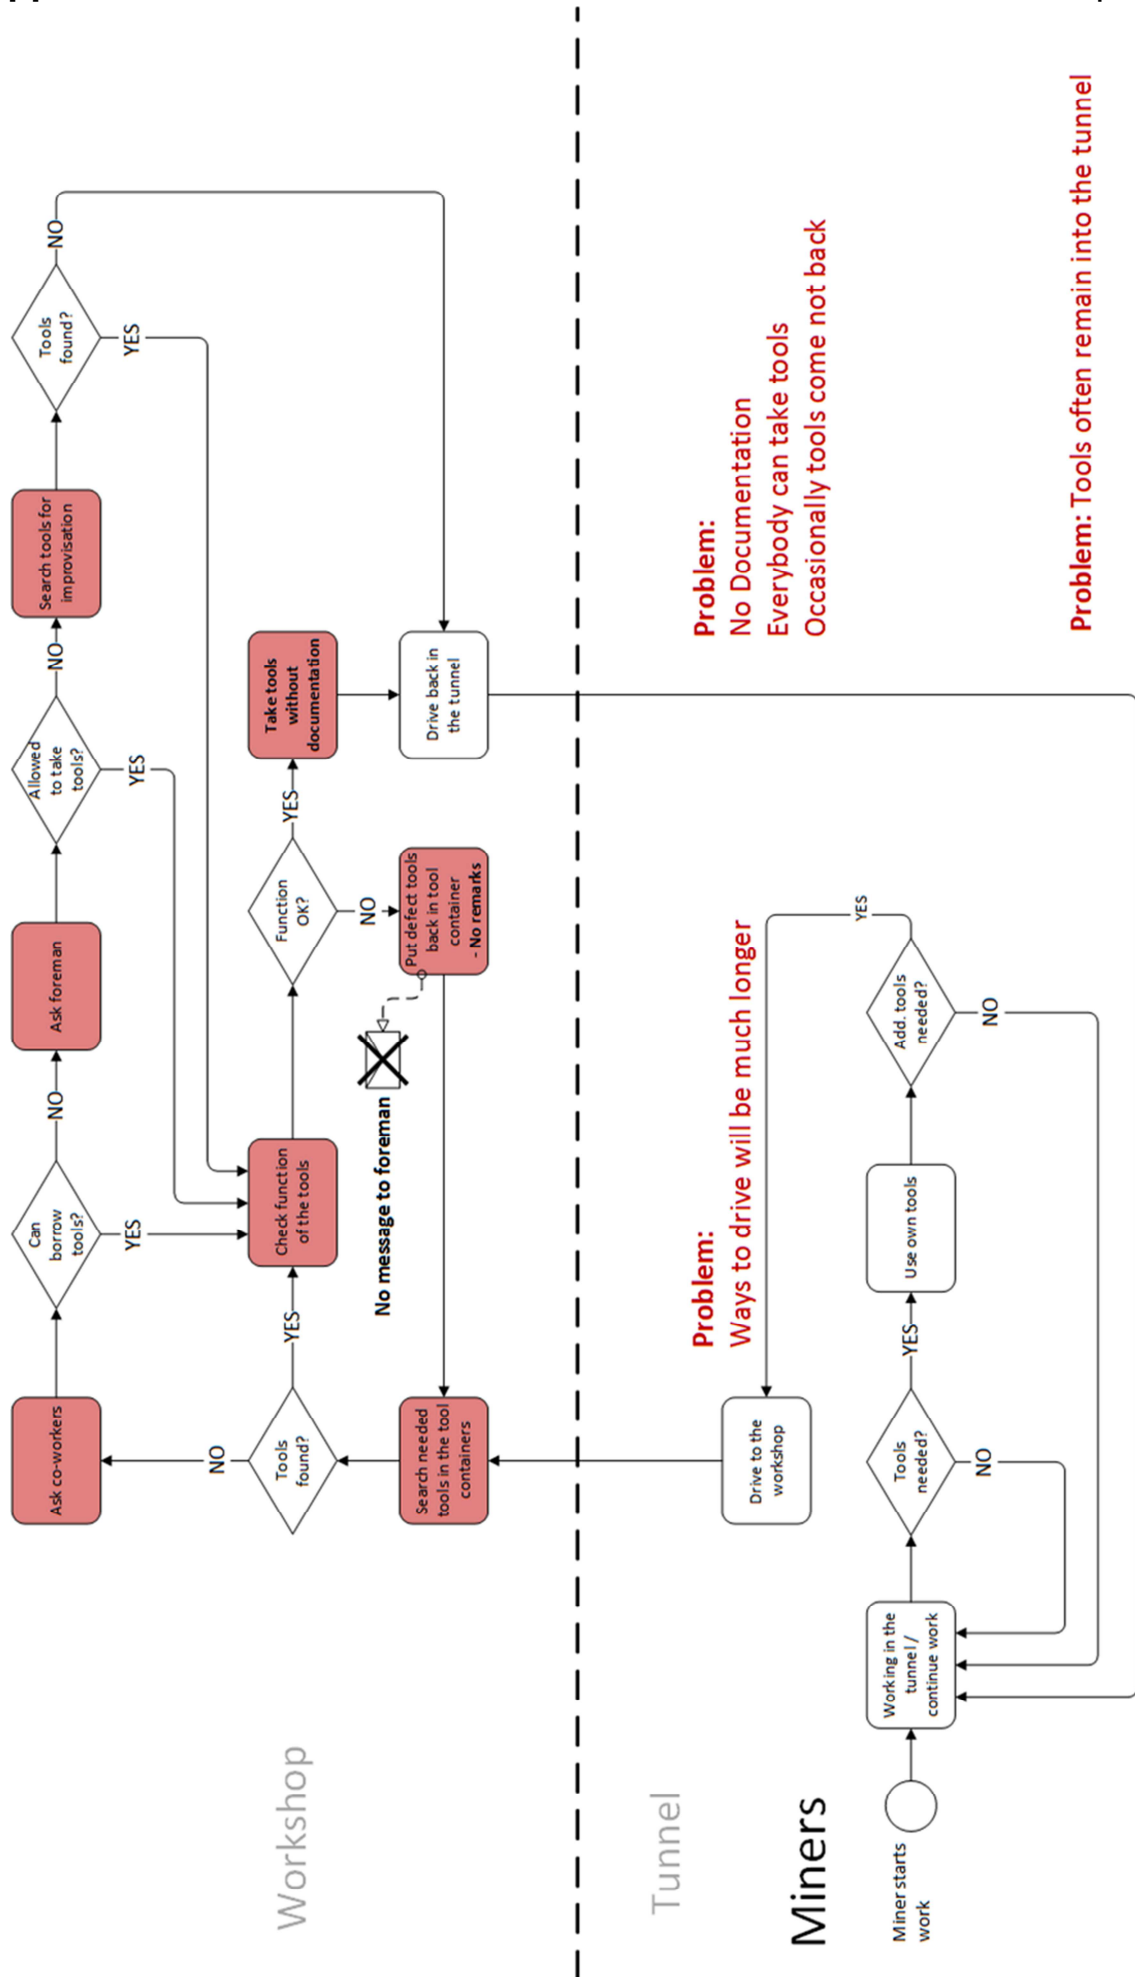 Workshop
Ask co-workers
Can
borrow
tools?
NO
YES
Ask foreman
Allowed
to take
tools?
NO
YES
Search tools for
improvisation
Tools
found?
NO
YES
NO
Tools
found?
YES
Check function
of the tools
Function
OK?
YES
NO
Take tools
without
documentation
No message to foreman
Search needed
tools in the tool
containers
Put defect tools
back in tool
container
- No remarks
Drive back in
the tunnel
Tunnel
Miners
Problem:
Ways to drive will be much longer
Problem:
No Documentation
Everybody can take tools
Occasionally tools come not back
Drive to the
workshop
Miner starts
work
Working in the
tunnel /
continue work
Tools
needed?
YES
NO
Use own tools
Add. tools
needed?
YES
NO
Problem: Tools often remain into the tunnel